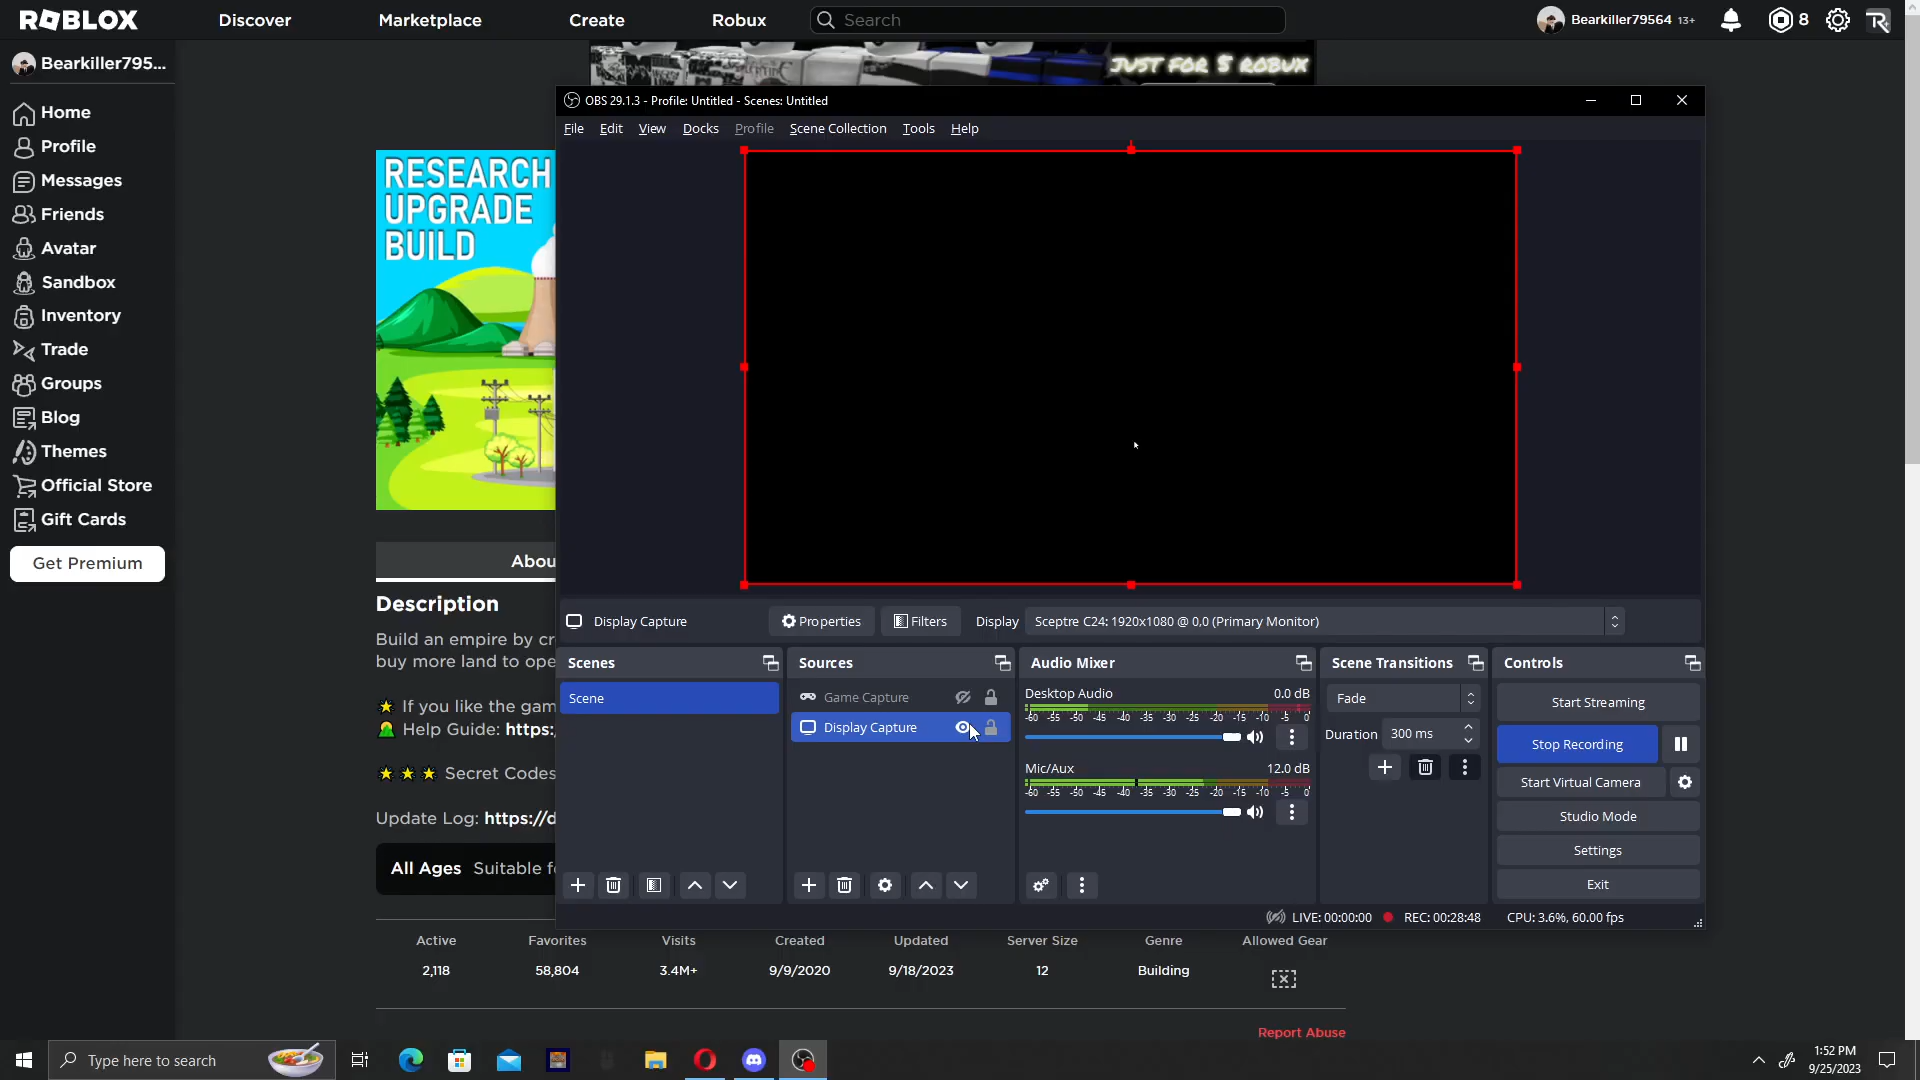 ROBLOX Discover Marketplace Create Robux Search Bearkiller79564 13+ 8
JUST FOR 5 ROBUX
Bearkiller795...
Home
Profile
Messages
Friends
Avatar
Sandbox
Inventory
Trade
Groups
Blog
Themes
Official Store
Gift Cards
Get Premium
RESEARCH
UPGRADE
BUILD
Abou
Description
Build an empire by cr
buy more land to ope
If you like the gam
Help Guide: https:
Secret Codes
Update Log: https://d
All Ages Suitable f
OBS 29.1.3 - Profile: Untitled - Scenes: Untitled
File Edit View Docks Profile Scene Collection Tools Help
Display Capture Properties Filters Display Sceptre C24: 1920x1080 @ 0,0 (Primary Monitor)
Scenes
Scene
Sources
Game Capture
Display Capture
Audio Mixer
Desktop Audio 0.0 dB
-60 -55 -50 -45 -40 -35 -30 -25 -20 -15 -10 -5 0
Mic/Aux 12.0 dB
-60 -55 -50 -45 -40 -35 -30 -25 -20 -15 -10 -5 0
Scene Transitions
Fade
Duration 300 ms
Controls
Start Streaming
Stop Recording
Start Virtual Camera
Studio Mode
Settings
Exit
LIVE: 00:00:00 REC: 00:28:48 CPU: 3.6%, 60.00 fps
Active Favorites Visits Created Updated Server Size Genre Allowed Gear
2,118 58,804 3.4M+ 9/9/2020 9/18/2023 12 Building
Report Abuse
Type here to search
1:52 PM
9/25/2023